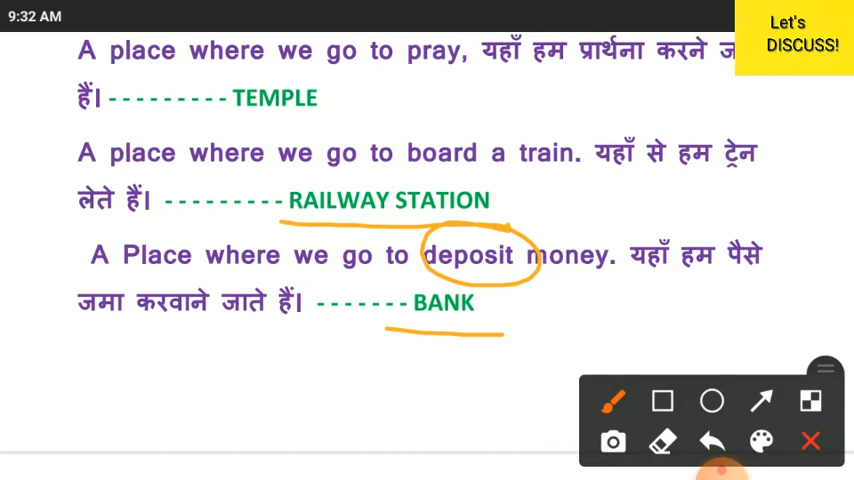 9:32 AM
Let's
DISCUSS!
A place where we go to pray, यहाँ हम प्रार्थना करने
हैं। - - - - - - - - - TEMPLE
A place where we go to board a train. यहाँ से हम ट्रेन
लेते हैं। - - - - - - - - - RAILWAY STATION
A Place where we go to deposit money. यहाँ हम पैसे
जमा करवाने जाते हैं। - - - - - - - BANK